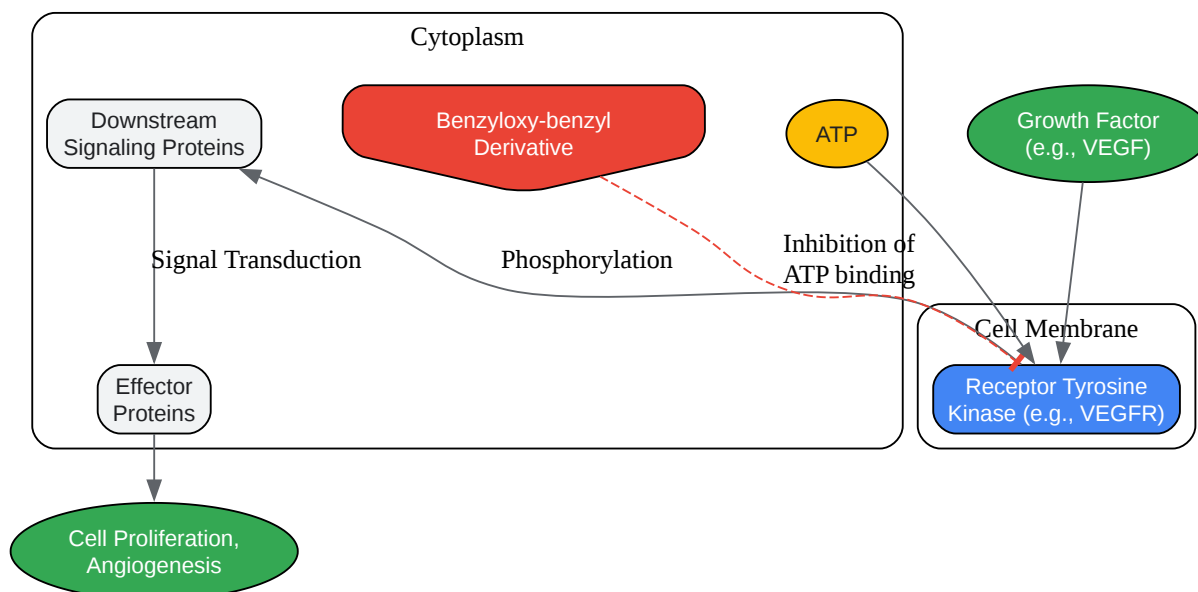 Cytoplasm
Downstream
Signaling Proteins
Benzyloxy-benzyl
Derivative
ATP
Growth Factor
(e.g., VEGF)
Signal Transduction
Phosphorylation
Inhibition of
ATP binding
Cell Membrane
Effector
Proteins
Receptor Tyrosine
Kinase (e.g., VEGFR)
Cell Proliferation,
Angiogenesis